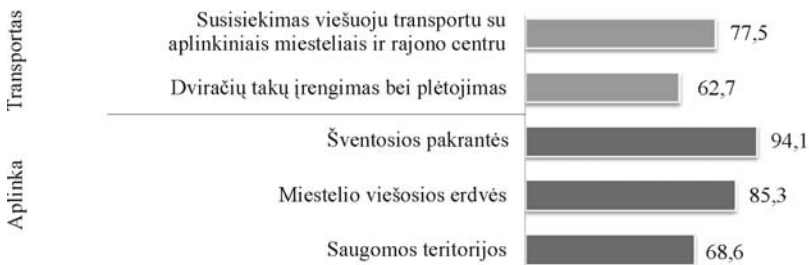 Transportas
Susisiekimas viešuoju transportu su
aplinkiniais miesteliais ir rajono centru
77,5
Dviračių takų įrengimas bei plėtojimas
62,7
Aplinka
Šventosios pakrantės
94,1
Miestelio viešosios erdvės
85,3
Saugomos teritorijos
68,6